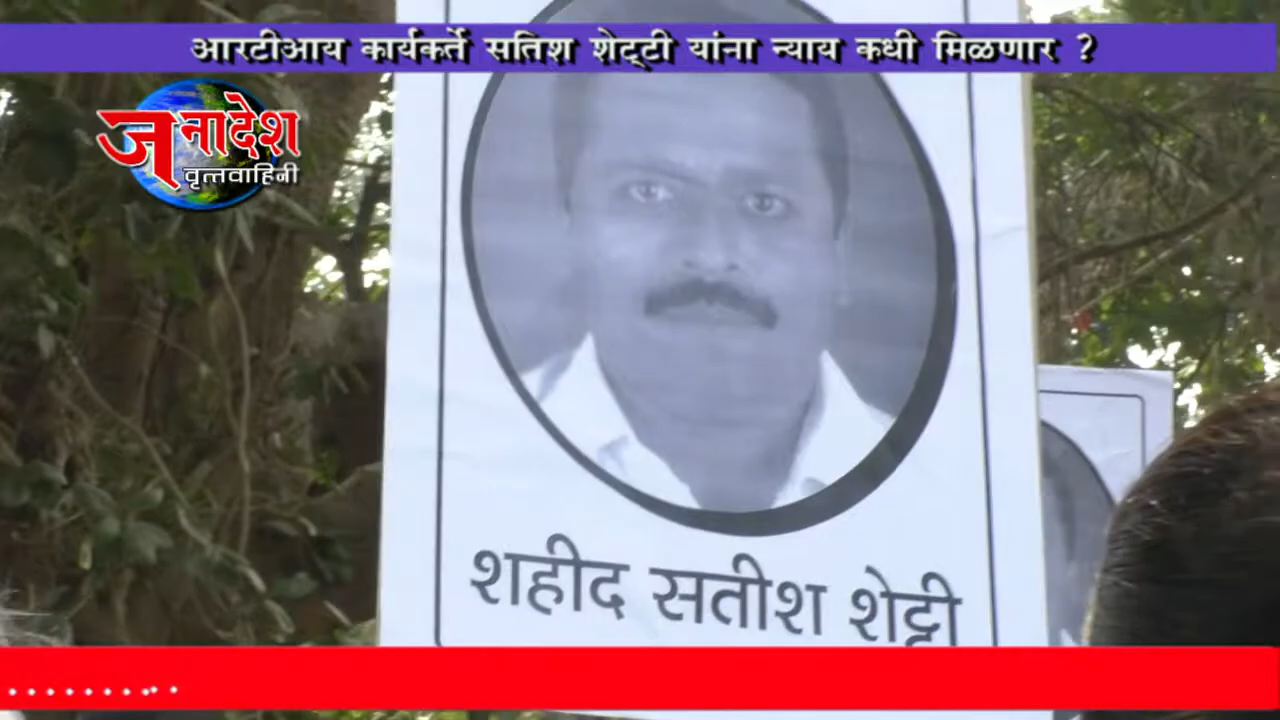 आरटीआय कार्यकर्ते सतिश शेट्टी यांना न्याय कधी मिळणार ?
जनादेश
वृत्तवाहिनी
शहीद सतीश शेट्टी